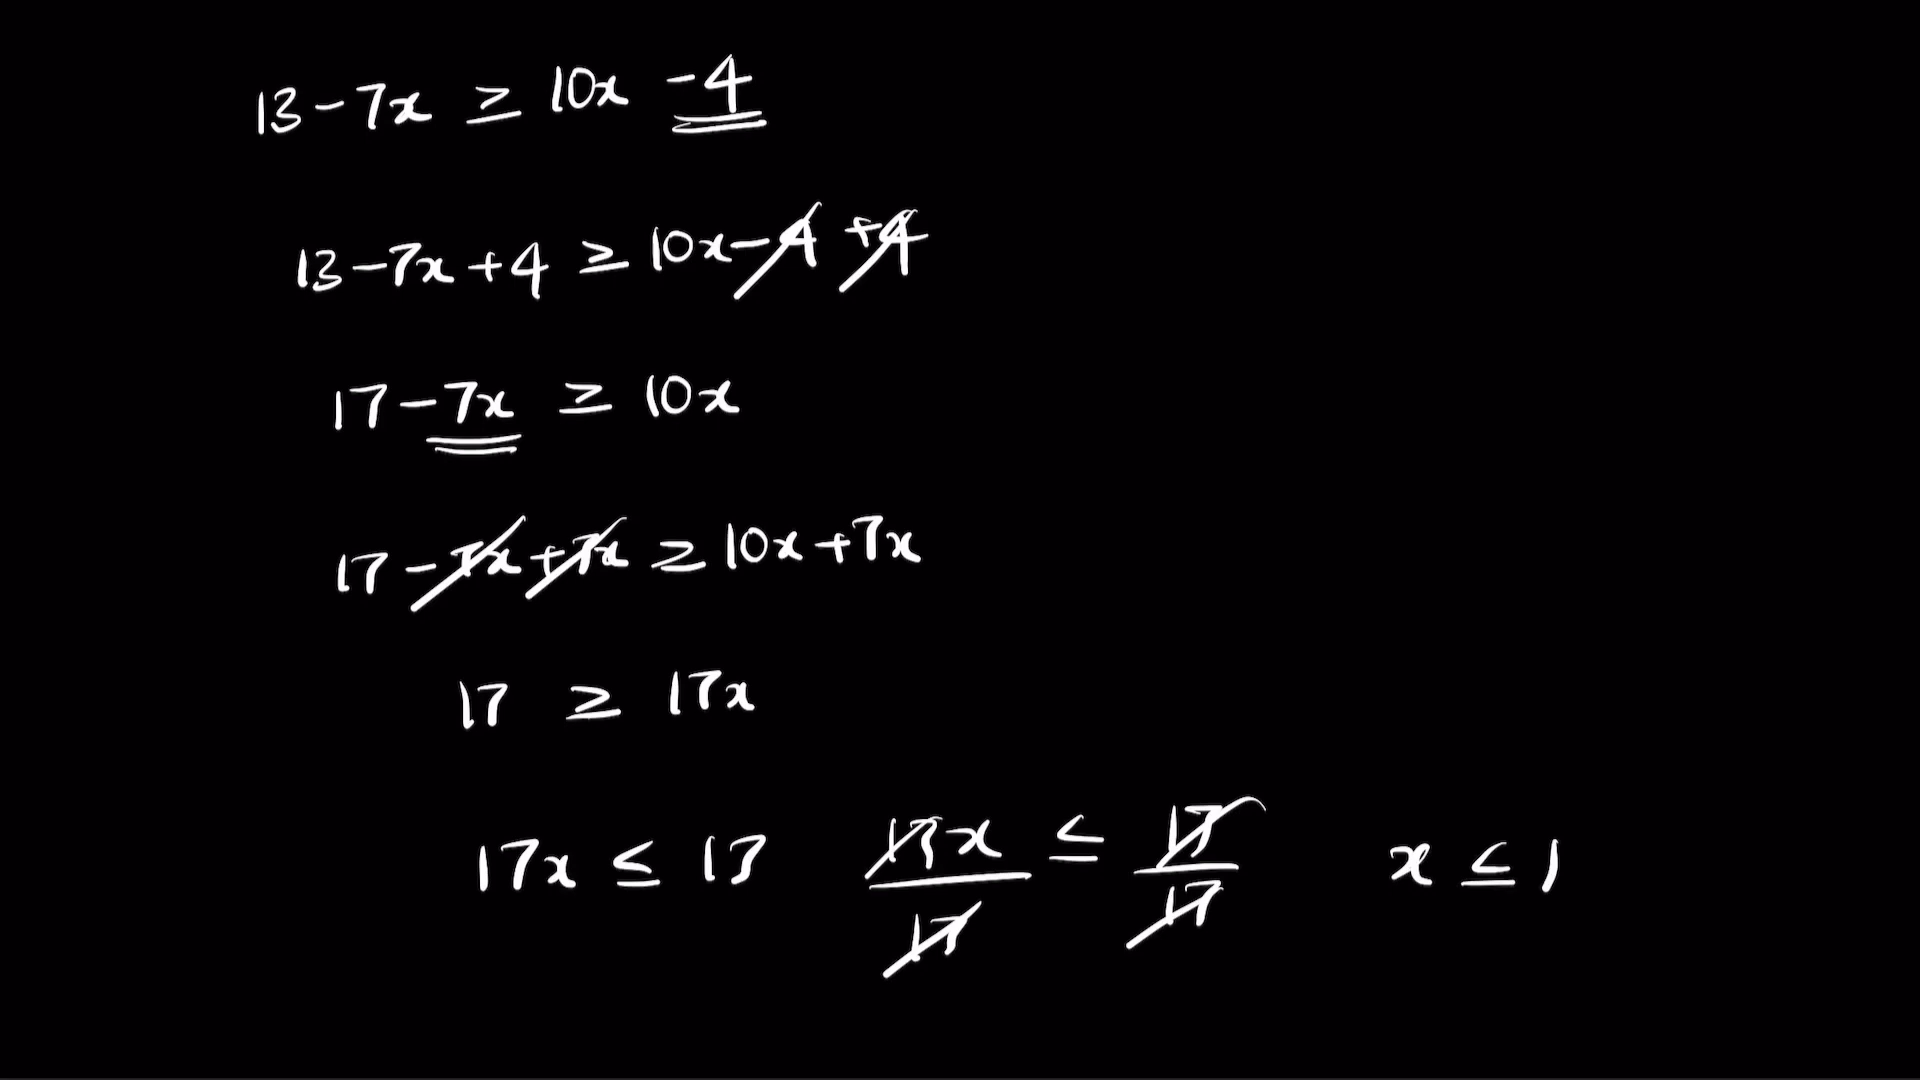 13-7x ≥ 10x -4
13-7x+4 ≥ 10x-4 +4
17-7x ≥ 10x
17-7x+7x ≥ 10x+7x
17 ≥ 17x
17x ≤ 17 17x/17 ≤ 17/17 x ≤ 1